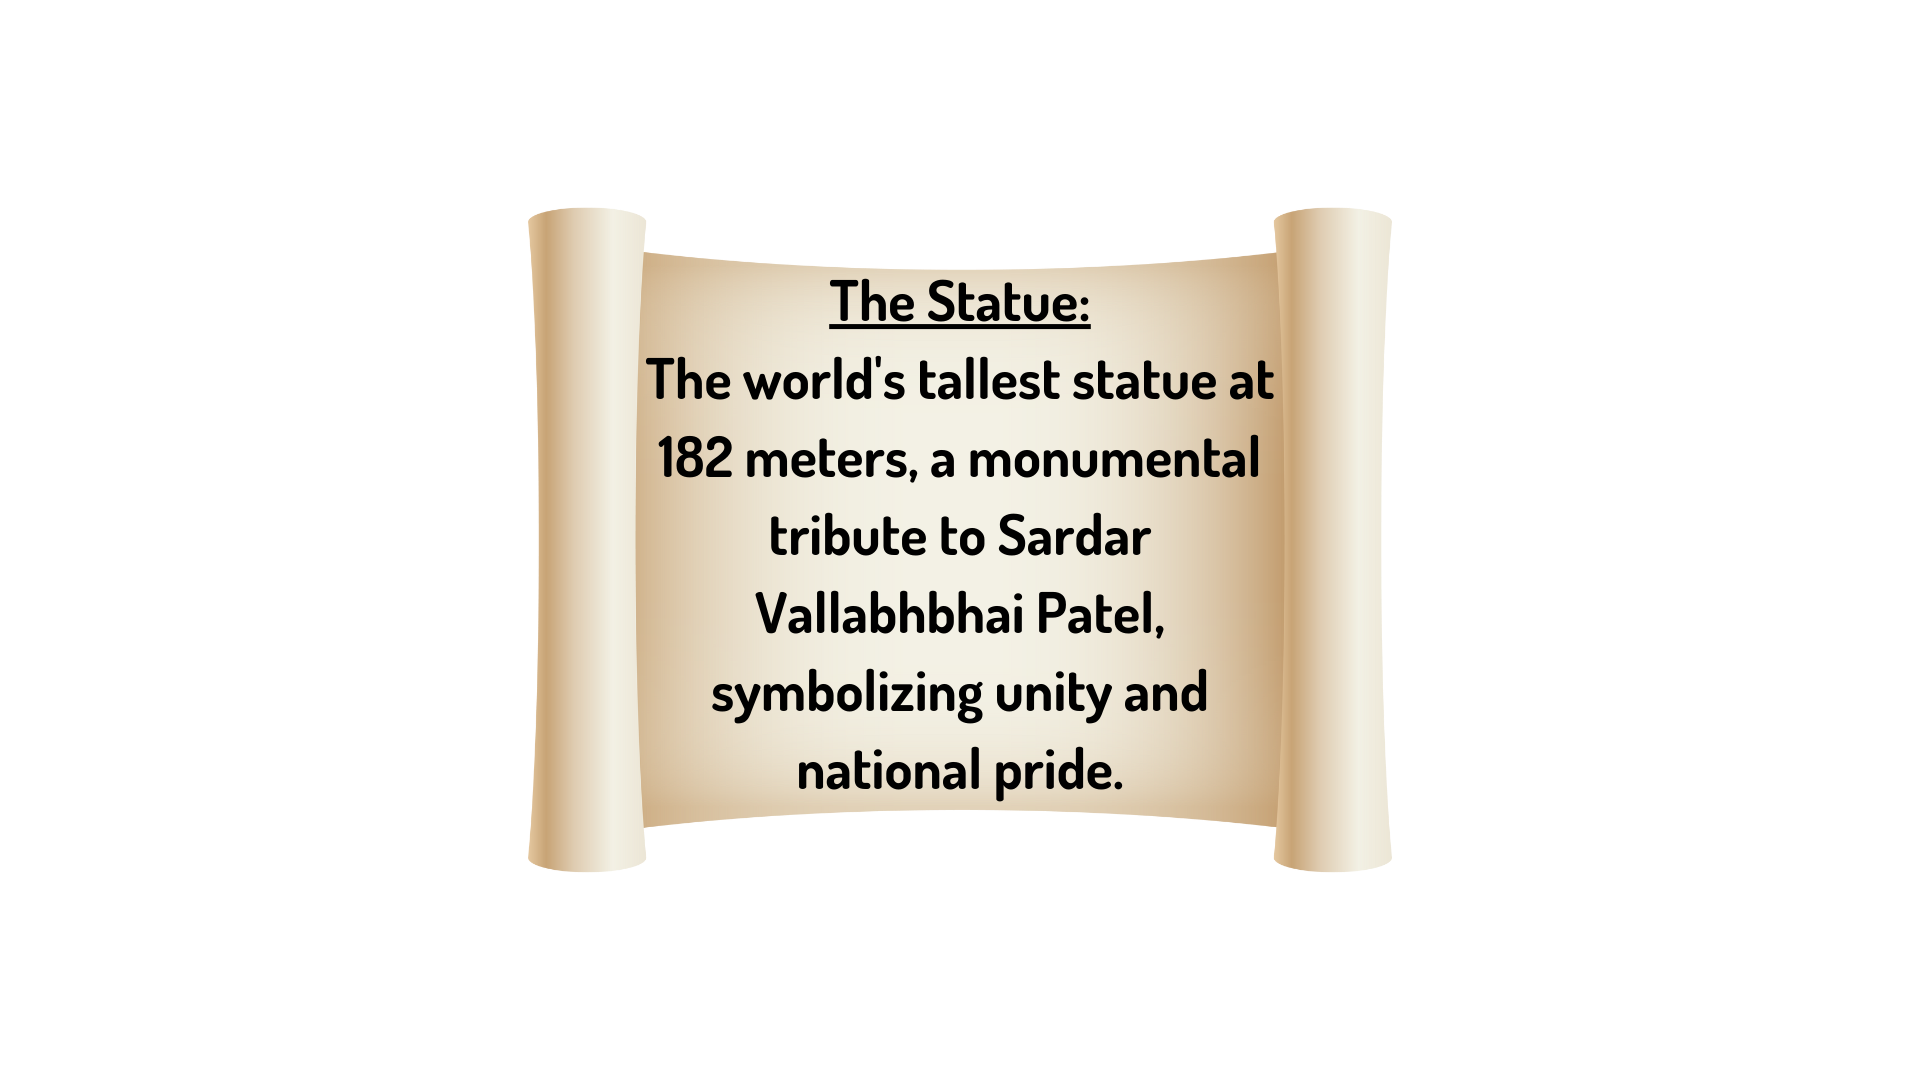 The Statue:
The world's tallest statue at
182 meters, a monumental
tribute to Sardar
Vallabhbhai Patel,
symbolizing unity and
national pride.